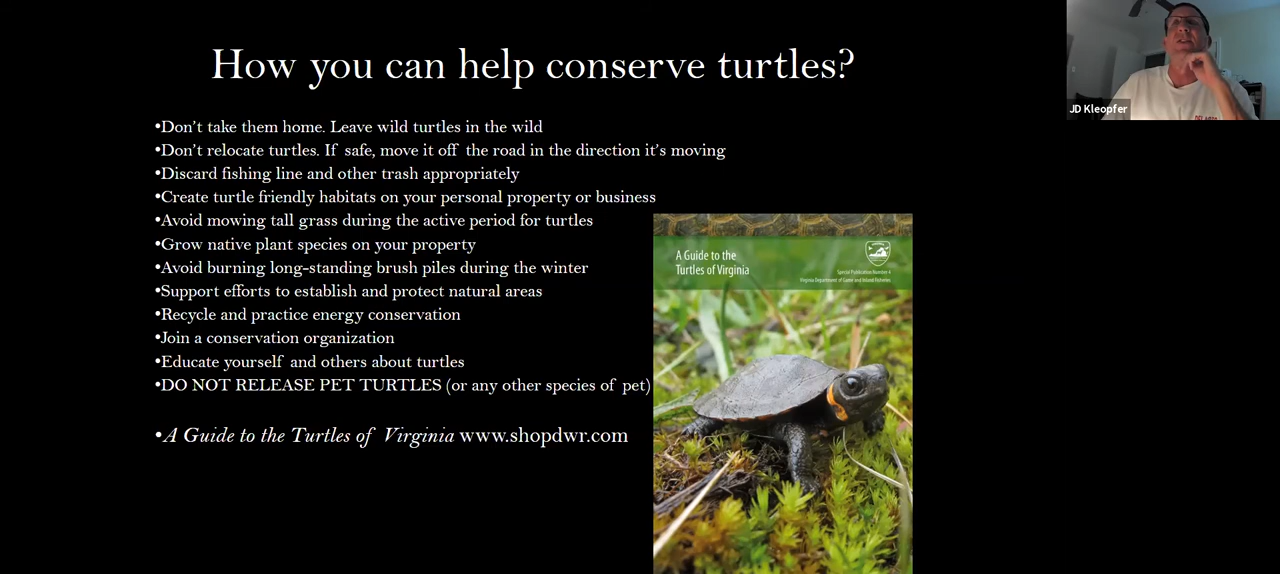 How you can help conserve turtles?
JD Kleopfer
•Don't take them home. Leave wild turtles in the wild
•Don't relocate turtles. If safe, move it off the road in the direction it's moving
•Discard fishing line and other trash appropriately
•Create turtle friendly habitats on your personal property or business
•Avoid mowing tall grass during the active period for turtles
•Grow native plant species on your property
•Avoid burning long-standing brush piles during the winter
•Support efforts to establish and protect natural areas
•Recycle and practice energy conservation
•Join a conservation organization
•Educate yourself and others about turtles
•DO NOT RELEASE PET TURTLES (or any other species of pet)
•A Guide to the Turtles of Virginia www.shopdwr.com
A Guide to the
Turtles of Virginia
Special Publication Number 4
Virginia Department of Game and Inland Fisheries